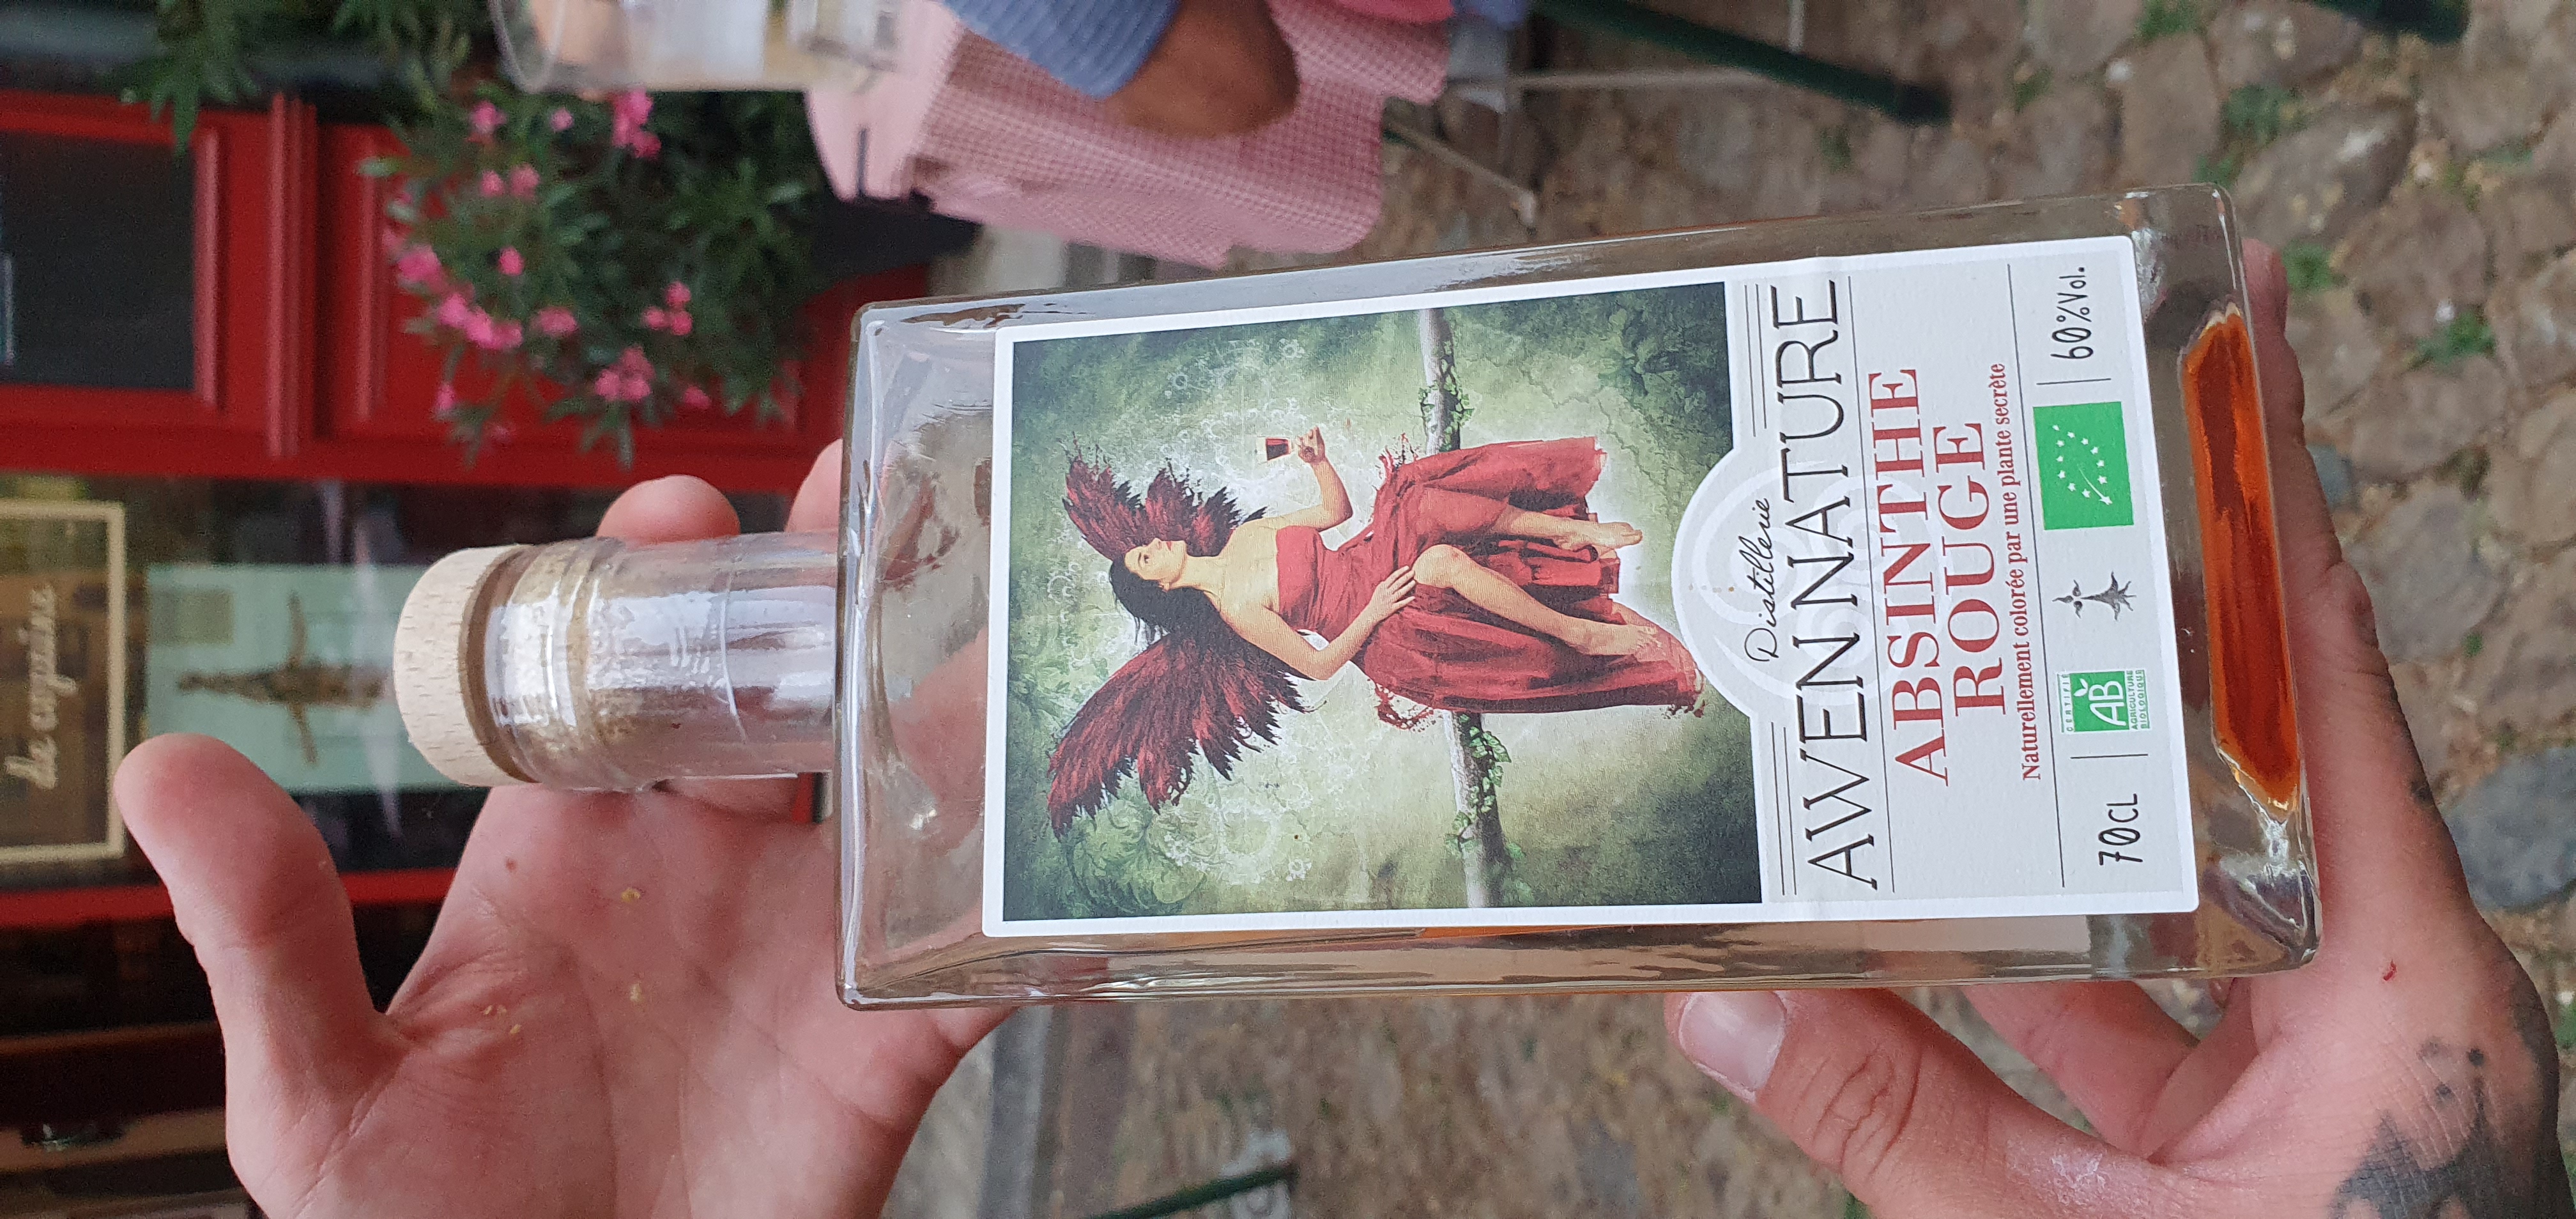 Distillerie
AWEN NATURE
ABSINTHE
ROUGE
Naturellement colorée par une plante secrète
70CL
CERTIFIÉ
AB
AGRICULTURE
BIOLOGIQUE
60%Vol.